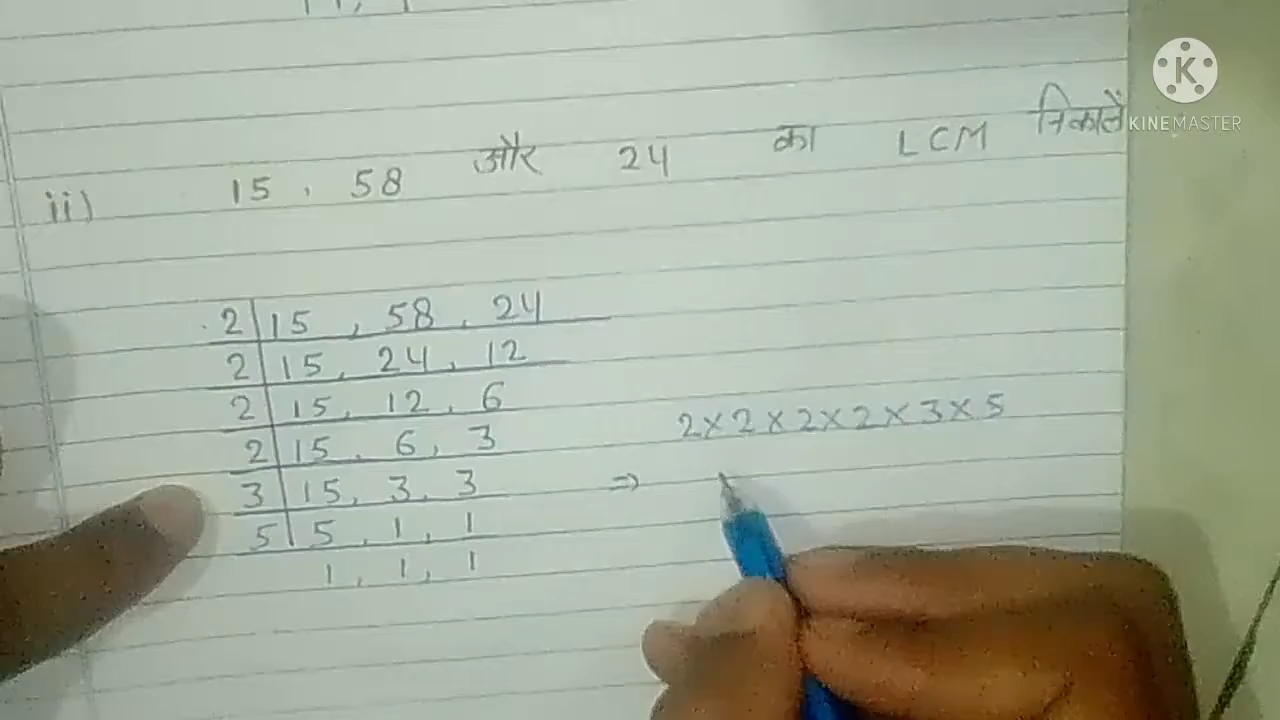 K
KINEMASTER
ii) 15, 58 और 24 का LCM निकालें
2 15, 58, 24
2 15, 24, 12
2 15, 12, 6
2 15, 6, 3
3 15, 3, 3
5 5, 1, 1
1, 1, 1
2×2×2×2×3×5
⇒